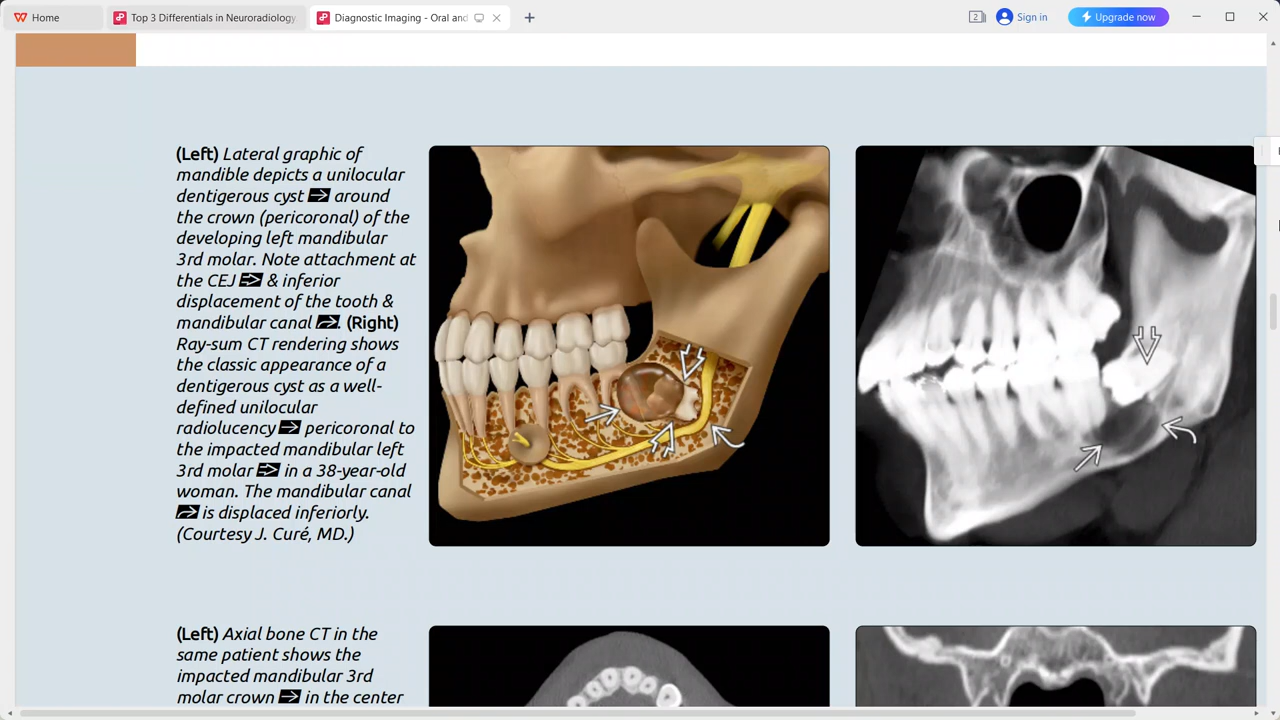 Home
Top 3 Differentials in Neuroradiology.
Diagnostic Imaging - Oral and
2
Sign in
Upgrade now
(Left) Lateral graphic of
mandible depicts a unilocular
dentigerous cyst around
the crown (pericoronal) of the
developing left mandibular
3rd molar. Note attachment at
the CEJ & inferior
displacement of the tooth &
mandibular canal . (Right)
Ray-sum CT rendering shows
the classic appearance of a
dentigerous cyst as a well-
defined unilocular
radiolucency pericoronal to
the impacted mandibular left
3rd molar in a 38-year-old
woman. The mandibular canal
is displaced inferiorly.
(Courtesy J. Curé, MD.)
(Left) Axial bone CT in the
same patient shows the
impacted mandibular 3rd
molar crown in the center